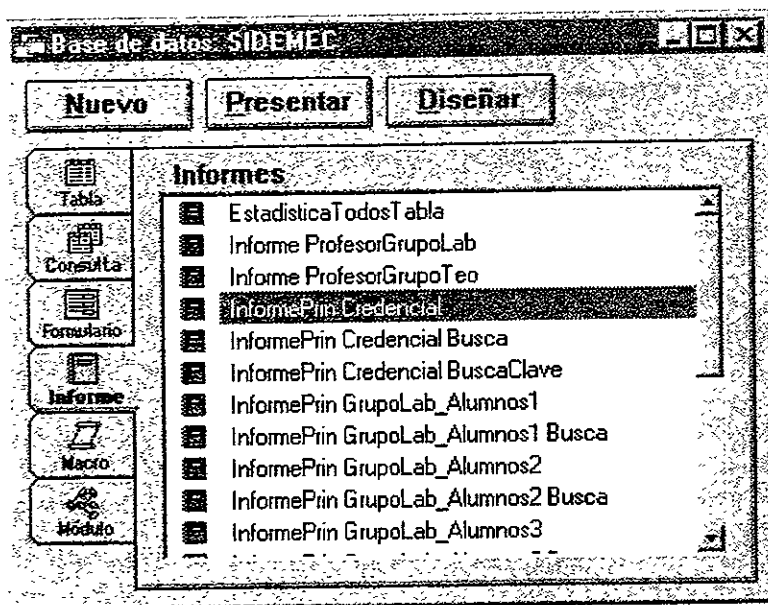 Base de datos: SIDEMEC
Nuevo Presentar Diseñar
Tabla
Consulta
Formulario
Informe
Macro
Módulo
Informes
EstadisticaTodosTabla
Informe ProfesorGrupoLab
Informe ProfesorGrupoTeo
InformePrin Credencial
InformePrin Credencial Busca
InformePrin Credencial BuscaClave
InformePrin GrupoLab_Alumnos1
InformePrin GrupoLab_Alumnos1 Busca
InformePrin GrupoLab_Alumnos2
InformePrin GrupoLab_Alumnos2 Busca
InformePrin GrupoLab_Alumnos3